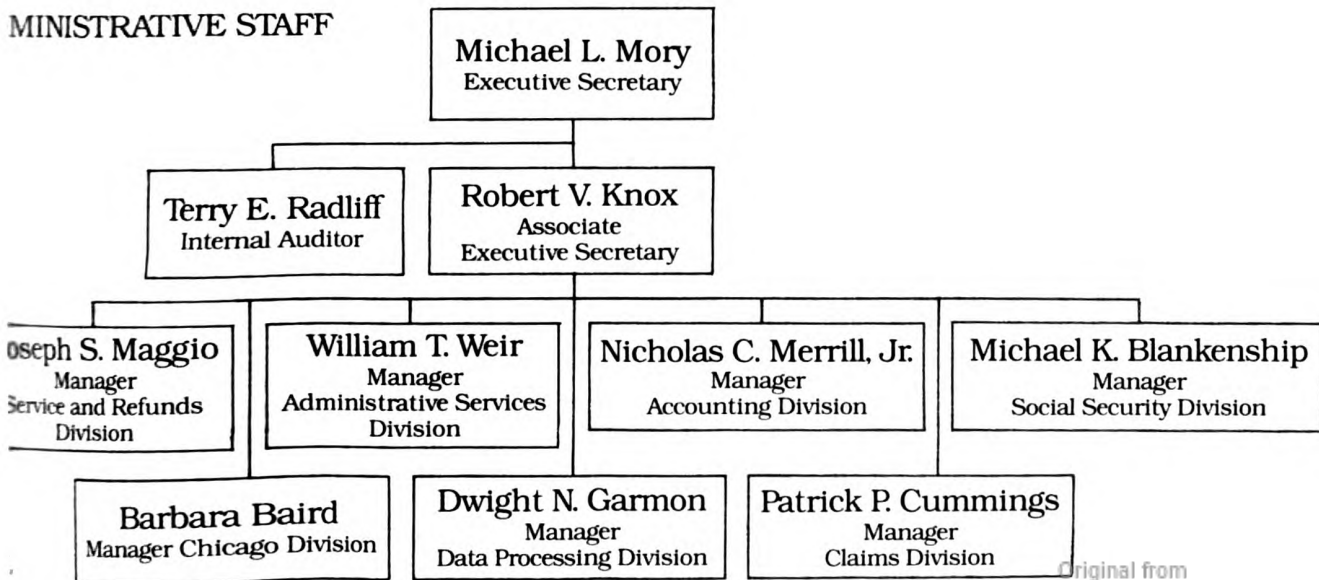 MINISTRATIVE STAFF
Michael L. Mory
Executive Secretary
Terry E. Radliff
Internal Auditor
Robert V. Knox
Associate
Executive Secretary
oseph S. Maggio
Manager
Service and Refunds
Division
William T. Weir
Manager
Administrative Services
Division
Nicholas C. Merrill, Jr.
Manager
Accounting Division
Michael K. Blankenship
Manager
Social Security Division
Barbara Baird
Manager Chicago Division
Dwight N. Garmon
Manager
Data Processing Division
Patrick P. Cummings
Manager
Claims Division
Original from